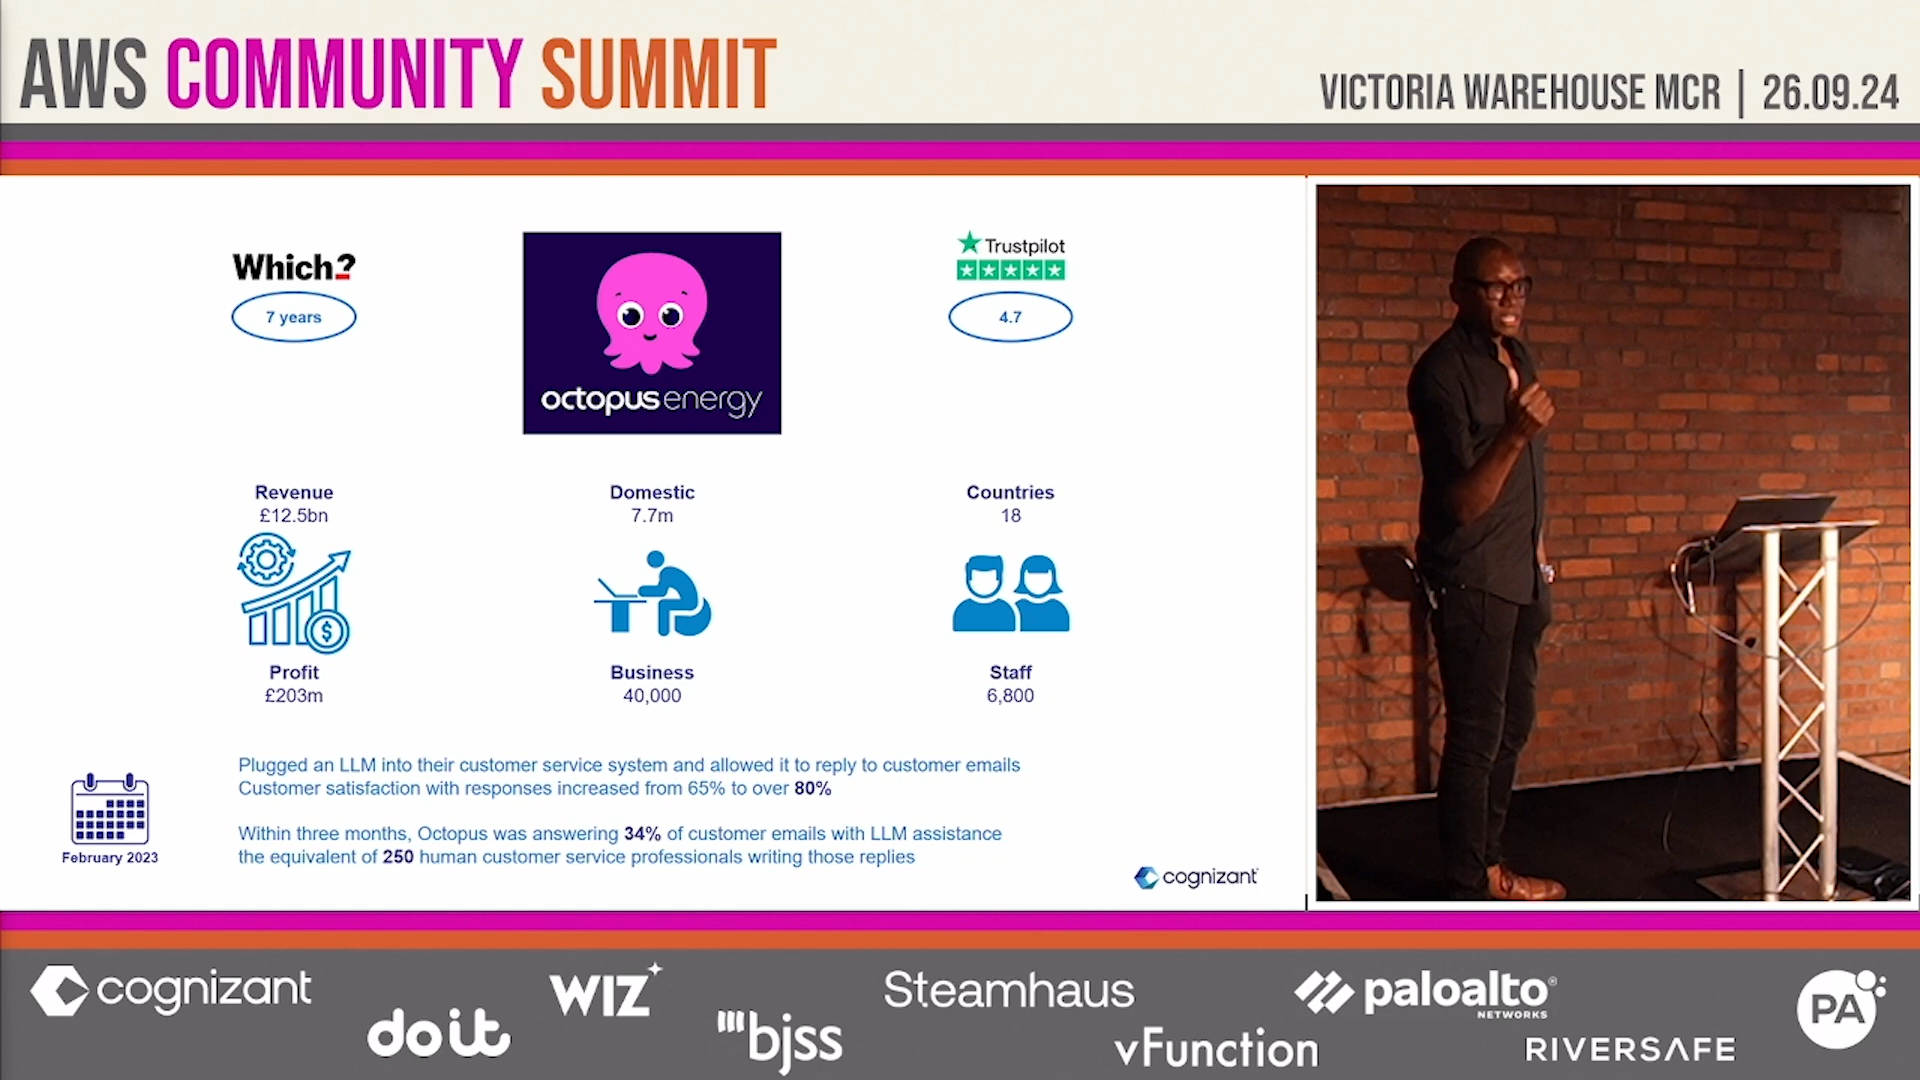 AWS COMMUNITY SUMMIT
VICTORIA WAREHOUSE MCR | 26.09.24
Which?
7 years
octopusenergy
Trustpilot
4.7
Revenue
£12.5bn
Domestic
7.7m
Countries
18
$
Profit
£203m
Business
40,000
Staff
6,800
February 2023
Plugged an LLM into their customer service system and allowed it to reply to customer emails
Customer satisfaction with responses increased from 65% to over 80%
Within three months, Octopus was answering 34% of customer emails with LLM assistance
the equivalent of 250 human customer service professionals writing those replies
cognizant
cognizant
doit
WIZ
bjss
Steamhaus
vFunction
paloalto®
NETWORKS
RIVERSAFE
PA